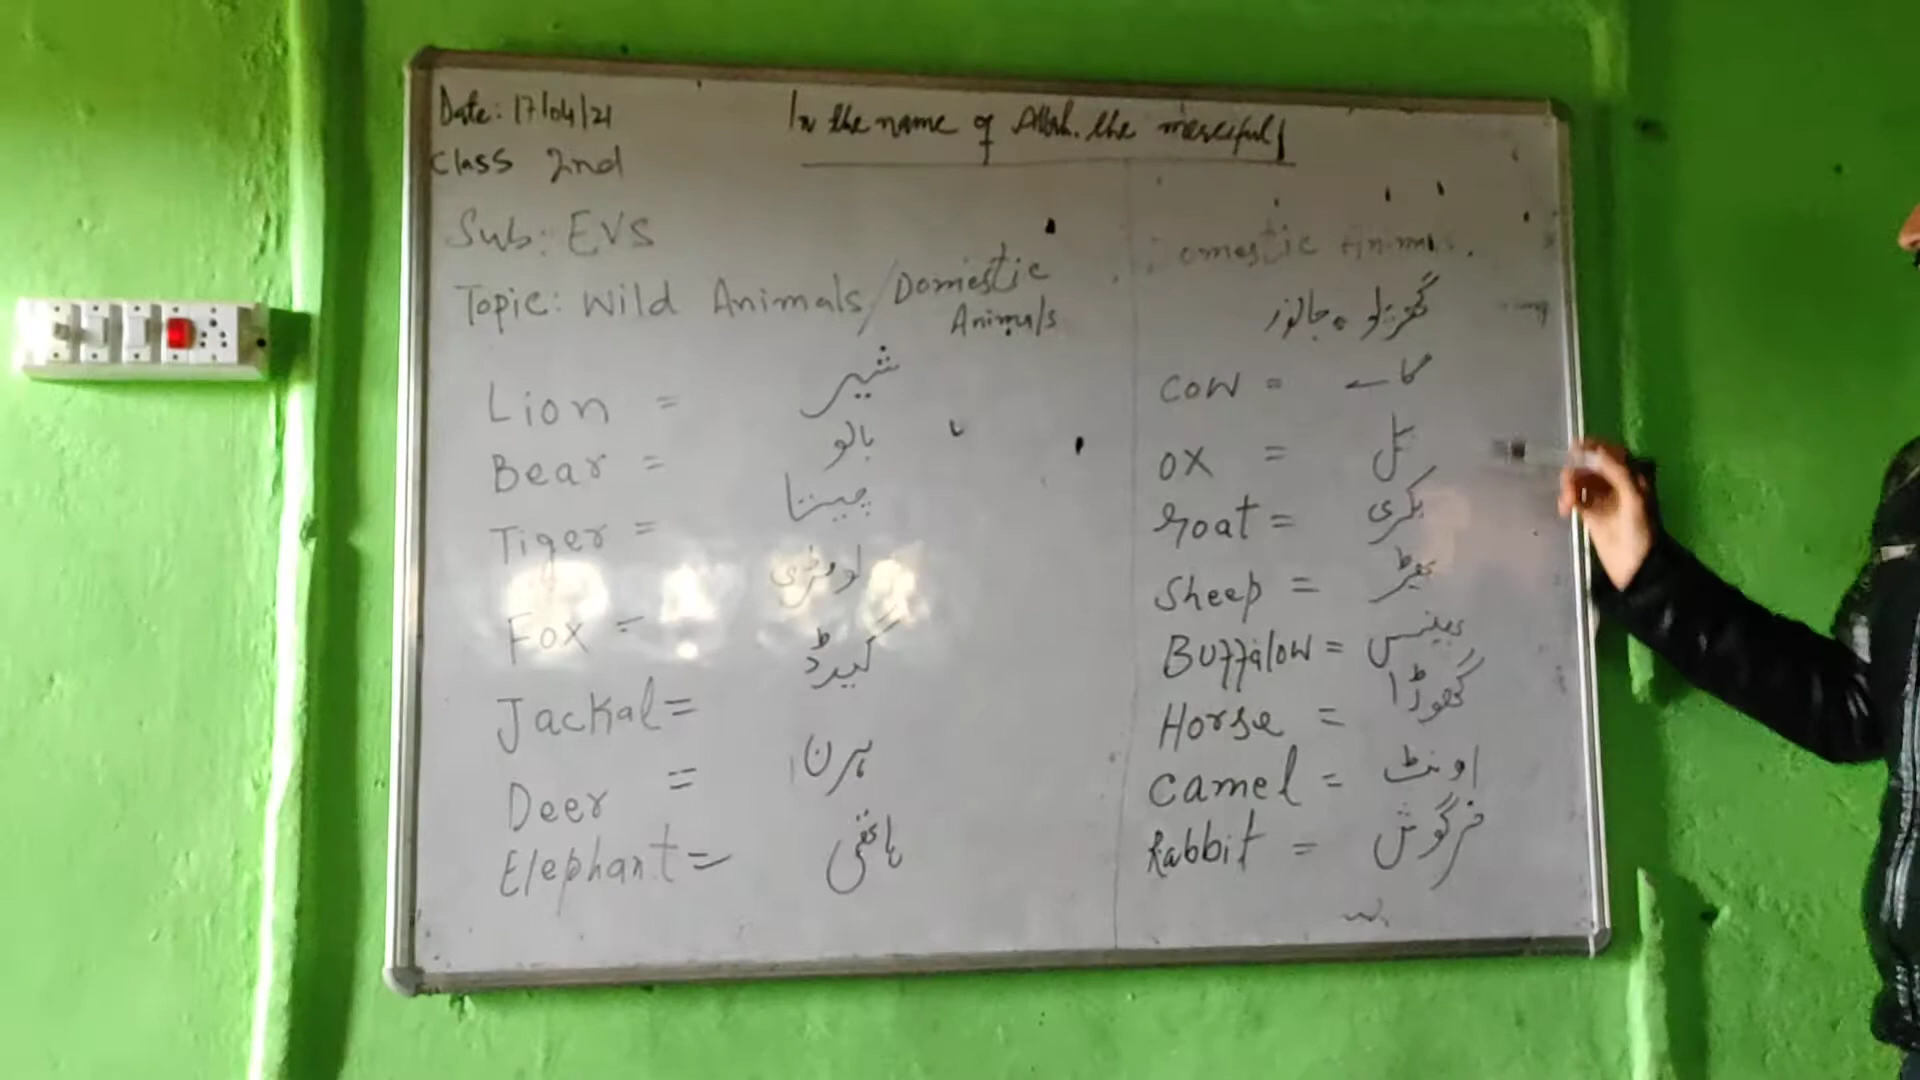 Date: 17/04/21
In the name of Allah. the merciful
Class 2nd
Sub: EVS
Topic: Wild Animals/Domestic
Animals
Lion = شیر
Bear = بالو
Tiger = چیتا
Fox = لومڑی
Jackal = گیدڑ
Deer = ہرن
Elephant = ہاتھی
Domestic Animals
گھریلو جانور
Cow = گائے
OX = بیل
Goat = بکری
Sheep = بھیڑ
Buffalow = بھینس
Horse = گھوڑا
Camel = اونٹ
Rabbit = خرگوش